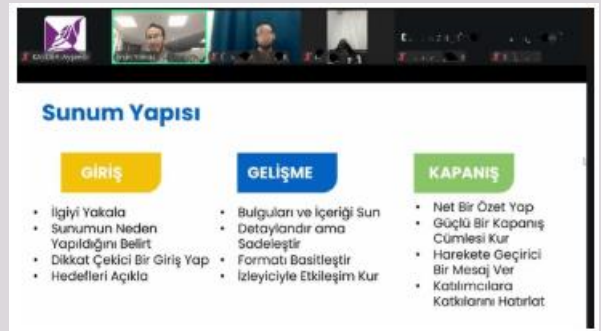 Sunum Yapısı
GİRİŞ
• İlgiyi Yakala
• Sunumun Neden
Yapıldığını Belirt
• Dikkat Çekici Bir Giriş Yap
• Hedefleri Açıkla
GELİŞME
• Bulguları ve İçeriği Sun
• Detaylandır ama
Sadeleştir
• Formatı Basitleştir
• İzleyiciyle Etkileşim Kur
KAPANIŞ
• Net Bir Özet Yap
• Güçlü Bir Kapanış
Cümlesi Kur
• Harekete Geçirici
Bir Mesaj Ver
• Katılımcılara
Katkılarını Hatırlat